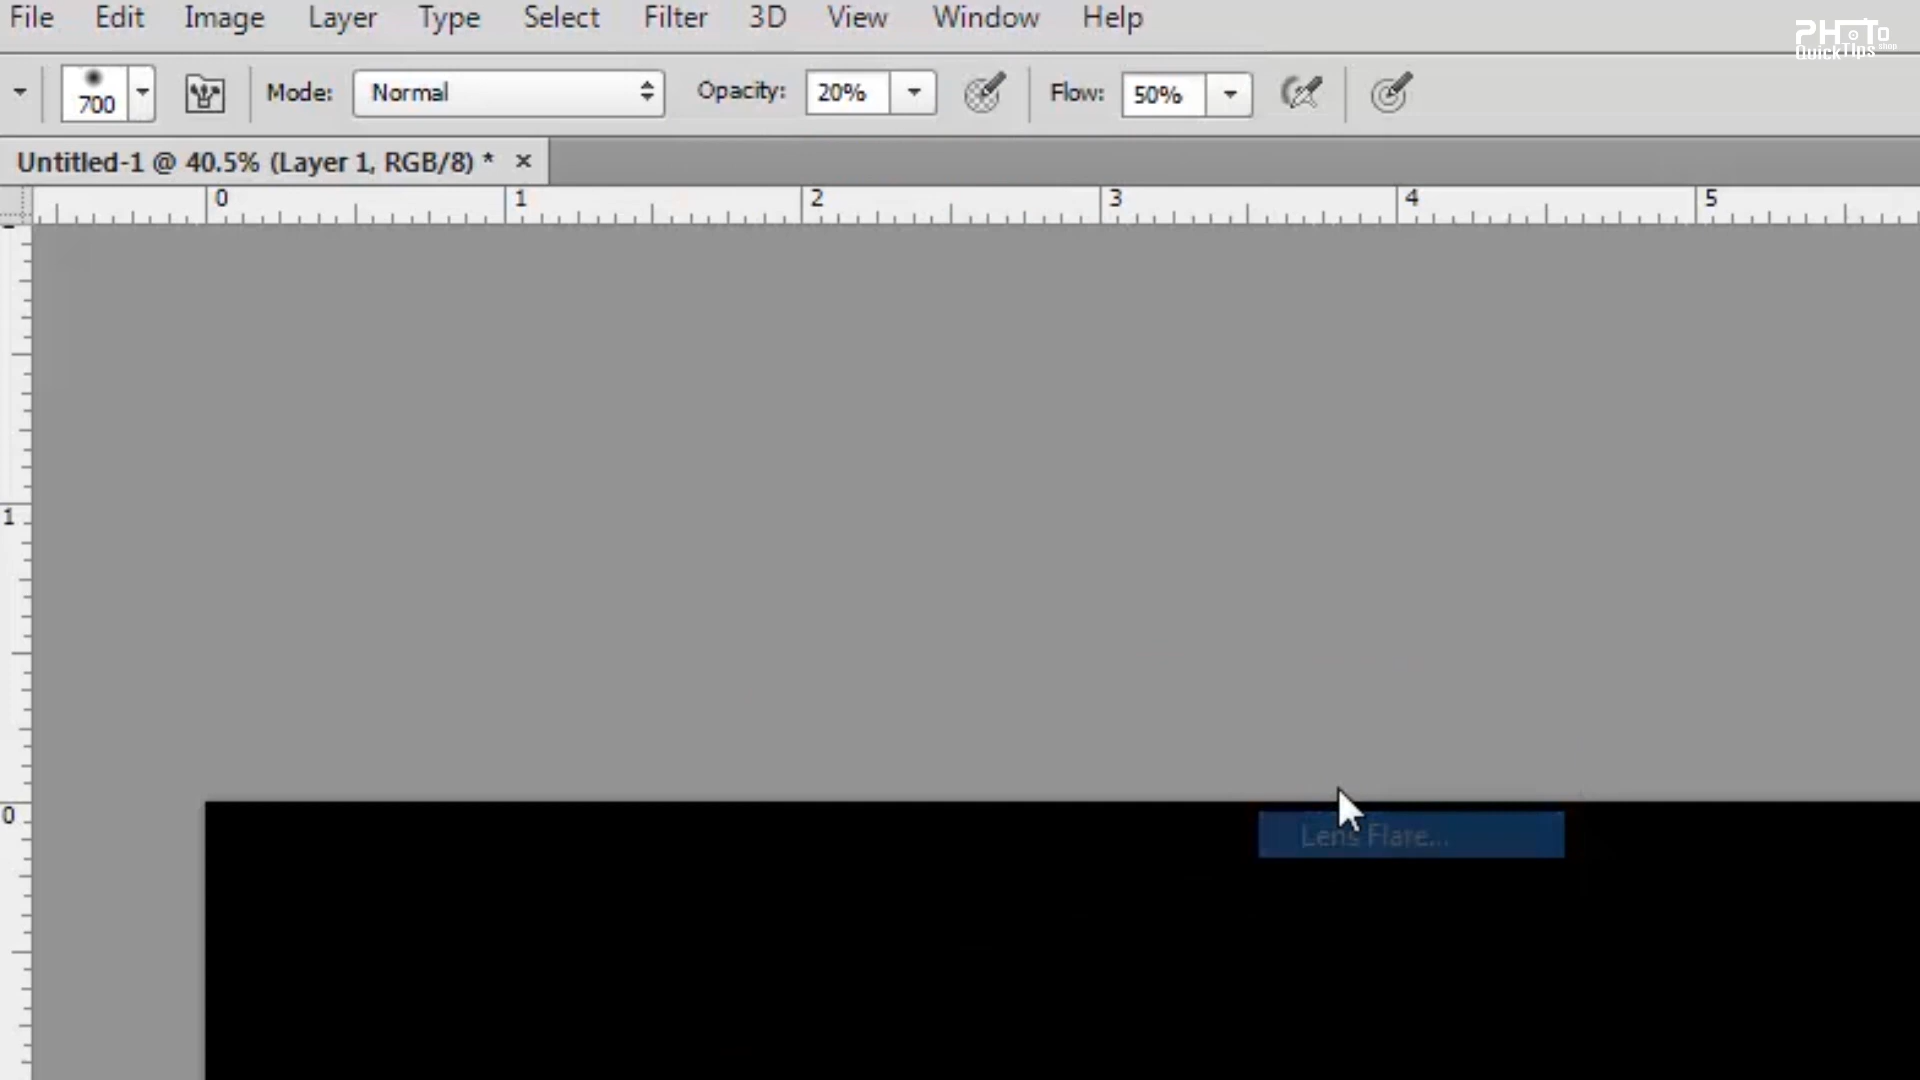 File Edit Image Layer Type Select Filter 3D View Window Help
PHOTO
QuickTips shop
700 Mode: Normal Opacity: 20% Flow: 50%
Untitled-1 @ 40.5% (Layer 1, RGB/8) * ×
0 1 2 3 4 5
1
0
Lens Flare...